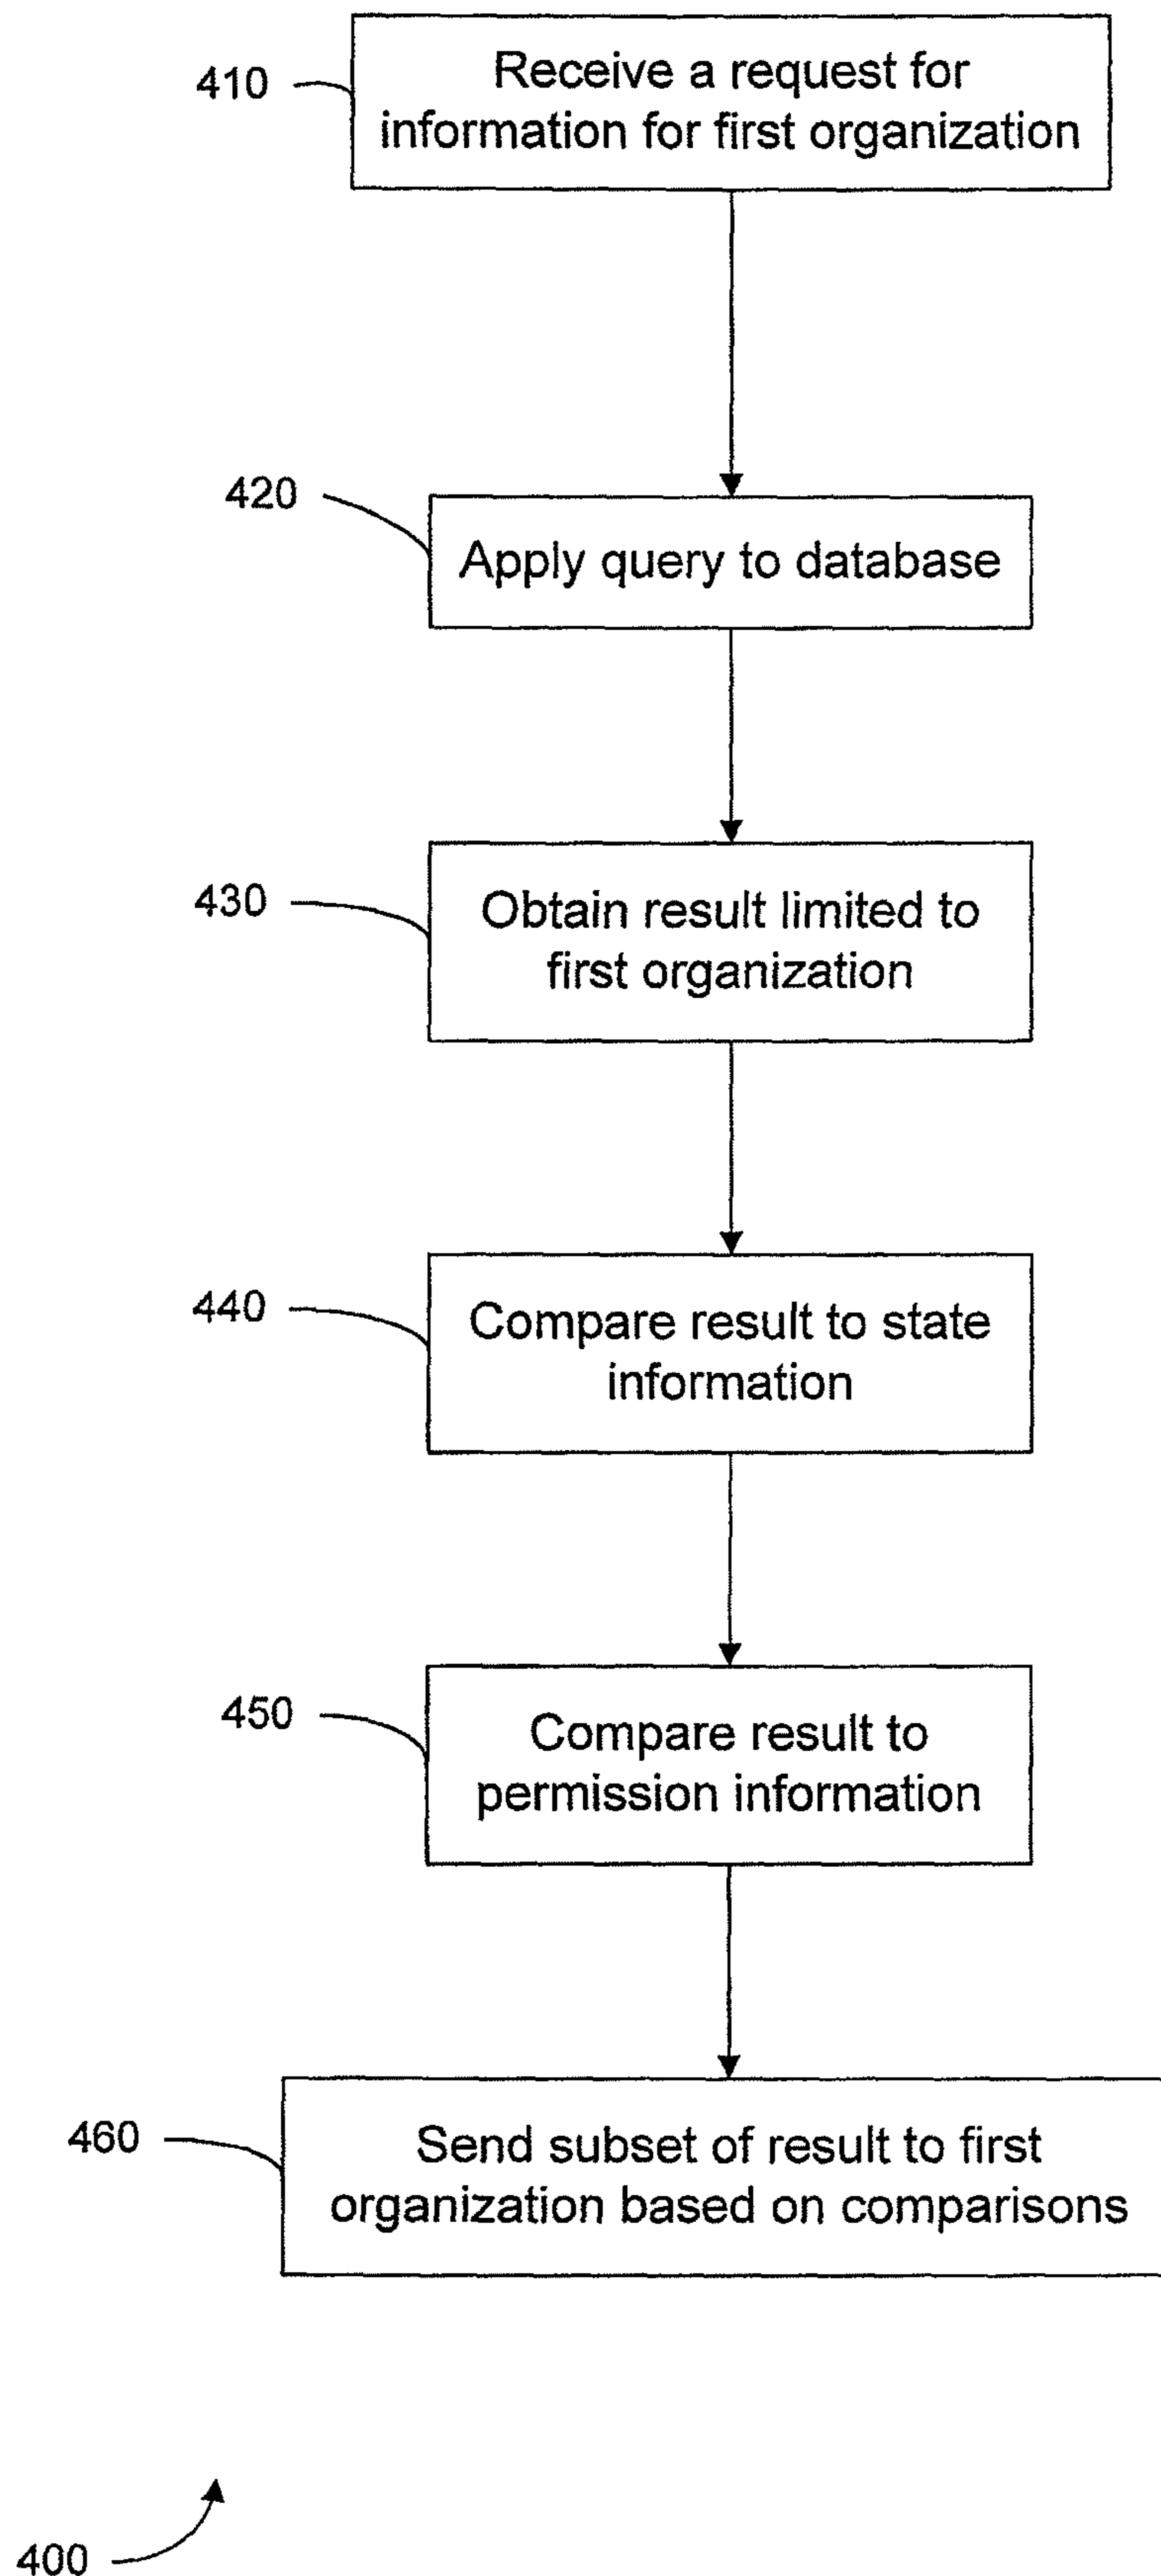 410
Receive a request for
information for first organization
420
Apply query to database
430
Obtain result limited to
first organization
440
Compare result to state
information
450
Compare result to
permission information
460
Send subset of result to first
organization based on comparisons
400